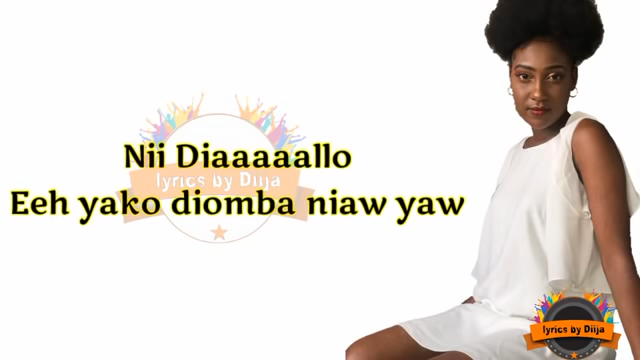 Nii Diaaaaallo
lyrics by Diija
Eeh yako diomba niaw yaw
lyrics by Diija